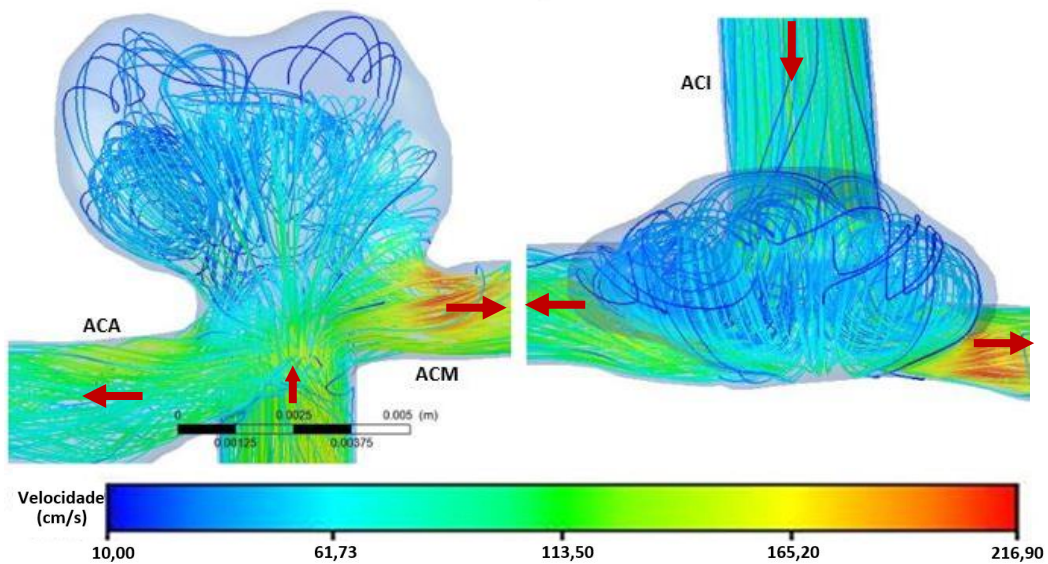 ACI
ACA
ACM
0 0.0025 0.005 (m)
0.00125 0.00375
Velocidade
(cm/s)
10,00 61,73 113,50 165,20 216,90